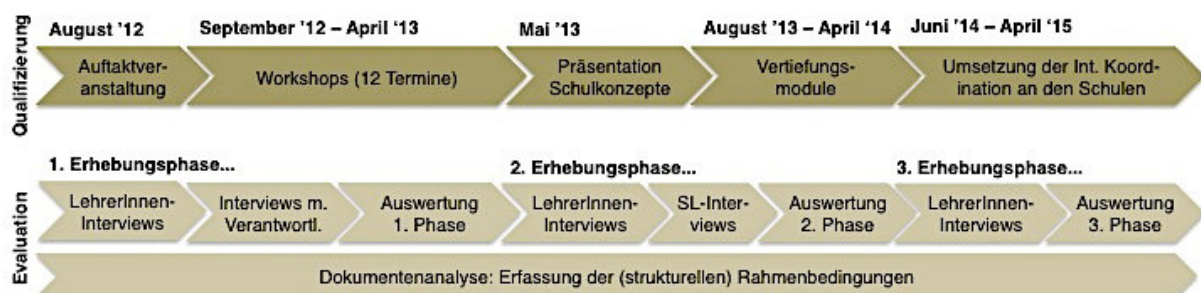 Qualifizierung
August '12
September '12 – April '13
Mai '13
August '13 – April '14
Juni '14 – April '15
Auftaktver-
anstaltung
Workshops (12 Termine)
Präsentation
Schulkonzepte
Vertiefungs-
module
Umsetzung der Int. Koord-
ination an den Schulen
Evaluation
1. Erhebungsphase...
2. Erhebungsphase...
3. Erhebungsphase...
LehrerInnen-
Interviews
Interviews m.
Verantwortl.
Auswertung
1. Phase
LehrerInnen-
Interviews
SL-Inter-
views
Auswertung
2. Phase
LehrerInnen-
Interviews
Auswertung
3. Phase
Dokumentenanalyse: Erfassung der (strukturellen) Rahmenbedingungen